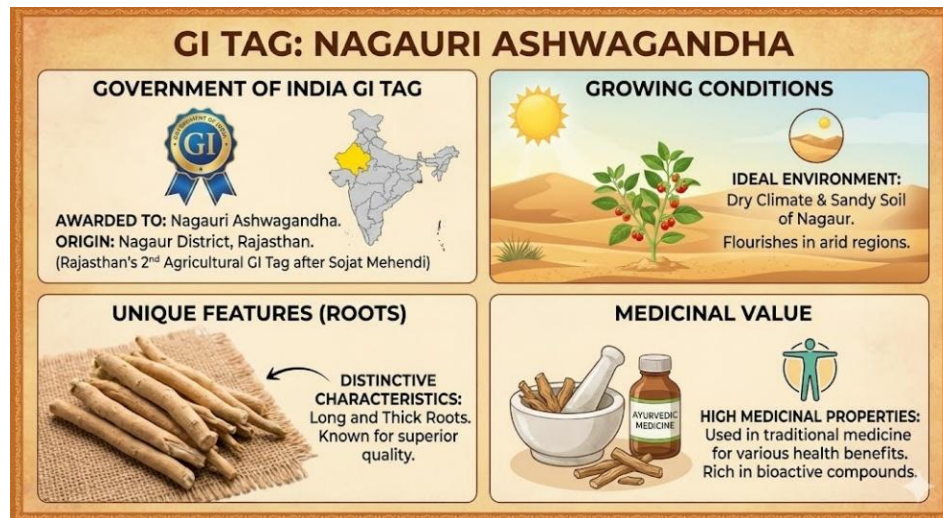 GI TAG: NAGAURI ASHWAGANDHA
GOVERNMENT OF INDIA GI TAG
GOVERNMENT OF INDIA
GI
AWARDED TO: Nagauri Ashwagandha.
ORIGIN: Nagaur District, Rajasthan.
(Rajasthan's 2nd Agricultural GI Tag after Sojat Mehendi)
GROWING CONDITIONS
IDEAL ENVIRONMENT:
Dry Climate & Sandy Soil
of Nagaur.
Flourishes in arid regions.
UNIQUE FEATURES (ROOTS)
DISTINCTIVE
CHARACTERISTICS:
Long and Thick Roots.
Known for superior
quality.
MEDICINAL VALUE
AYURVEDIC
MEDICINE
HIGH MEDICINAL PROPERTIES:
Used in traditional medicine
for various health benefits.
Rich in bioactive compounds.